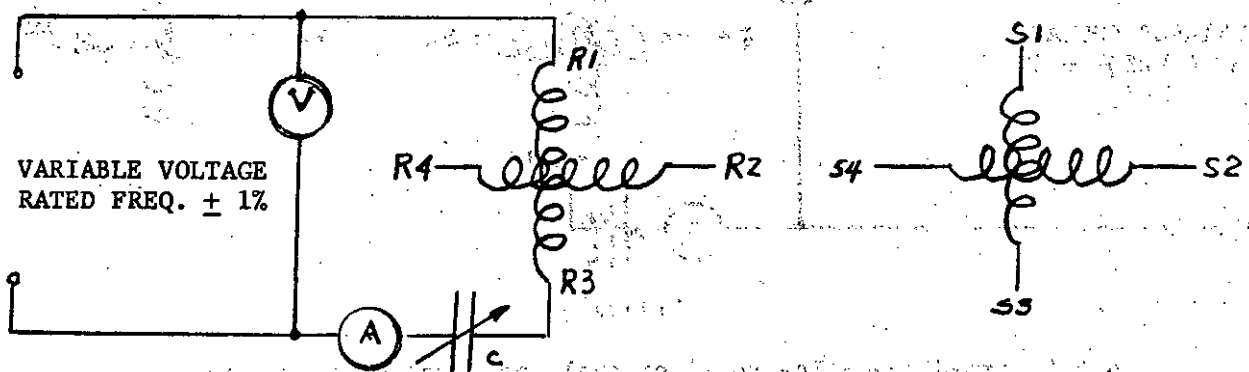 S1
R1
V
VARIABLE VOLTAGE
RATED FREQ. ± 1%
R4
R2
S4
S2
R3
S3
A
C